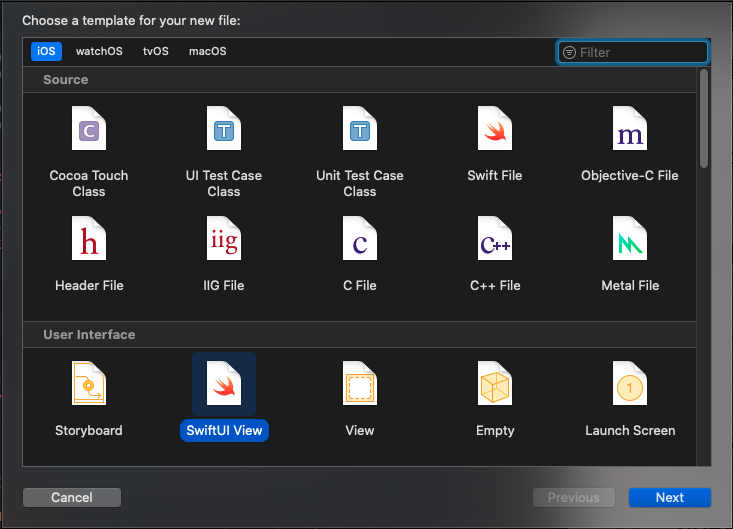 Choose a template for your new file:
iOS watchOS tvOS macOS Filter
Source
C T T m
Cocoa Touch Class UI Test Case Class Unit Test Case Class Swift File Objective-C File
h iig c C++
Header File IIG File C File C++ File Metal File
User Interface
1
Storyboard SwiftUI View View Empty Launch Screen
Cancel Previous Next